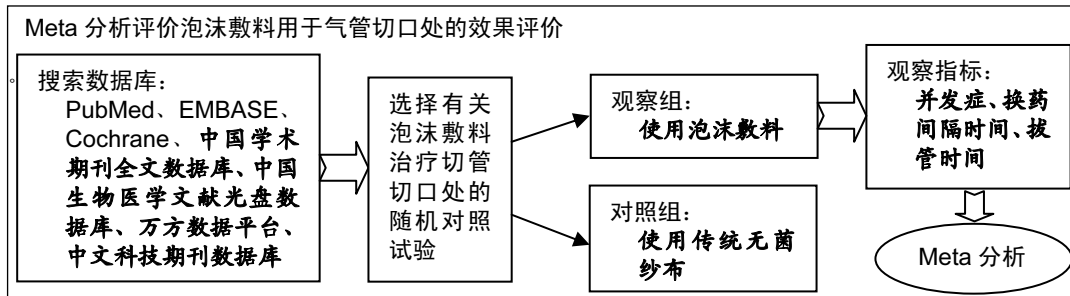 Meta 分析评价泡沫敷料用于气管切口处的效果评价
搜索数据库：
PubMed、EMBASE、
Cochrane、中国学术
期刊全文数据库、中国
生物医学文献光盘数
据库、万方数据平台、
中文科技期刊数据库
选择有关
泡沫敷料
治疗切管
切口处的
随机对照
试验
观察组：
使用泡沫敷料
对照组：
使用传统无菌
纱布
观察指标：
并发症、换药
间隔时间、拔
管时间
Meta 分析